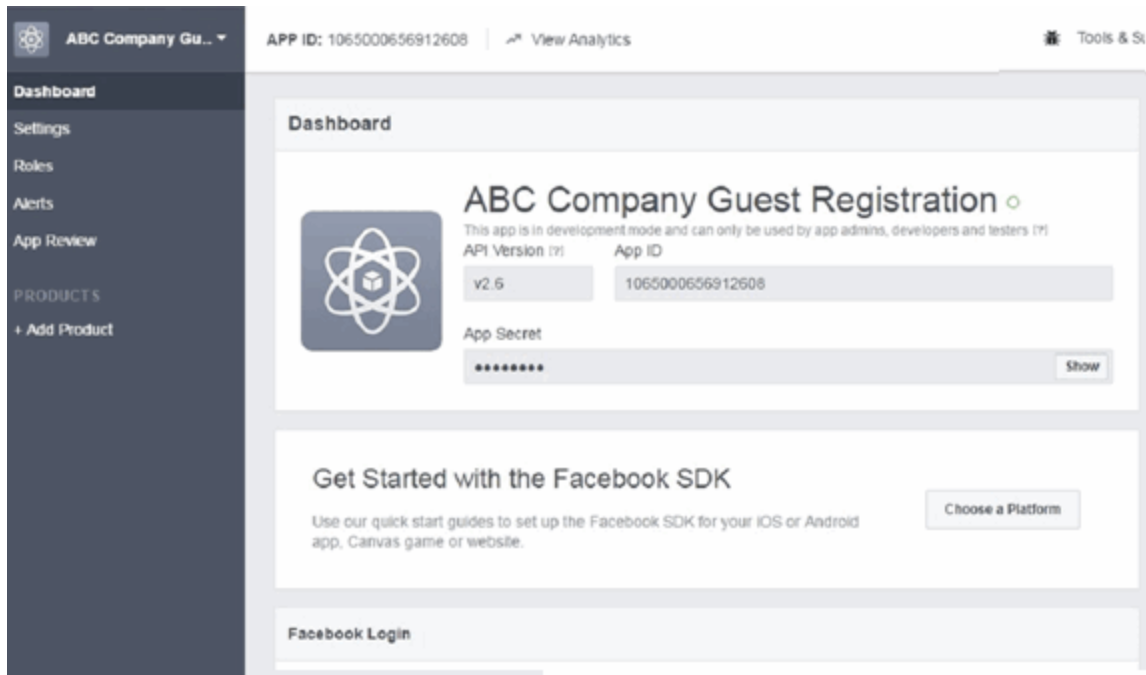 ABC Company Gu..
APP ID: 1065000656912608
View Analytics
Tools & Su
Dashboard
Settings
Roles
Alerts
App Review
PRODUCTS
+ Add Product
Dashboard
ABC Company Guest Registration
This app is in development mode and can only be used by app admins, developers and testers [?]
API Version [?]
App ID
v2.6
1065000656912608
App Secret
••••••••
Show
Get Started with the Facebook SDK
Use our quick start guides to set up the Facebook SDK for your iOS or Android
app, Canvas game or website.
Choose a Platform
Facebook Login